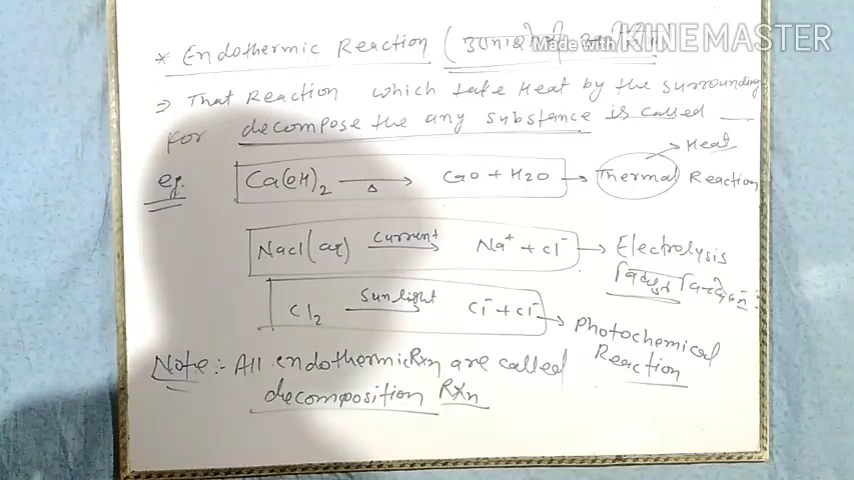 Made with KINEMASTER
* Endothermic Reaction (
⇒ That Reaction which take Heat by the surrounding
for decompose the any substance is called —
→ Heat
eg. Ca(OH)2 —Δ→ CaO + H2O → Thermal Reaction
NaCl(aq) —Current→ Na+ + Cl- → Electrolysis
Cl2 —Sunlight→ Cl- + Cl- → Photochemical
Reaction
Note:- All endothermic Rxn are called
decomposition Rxn